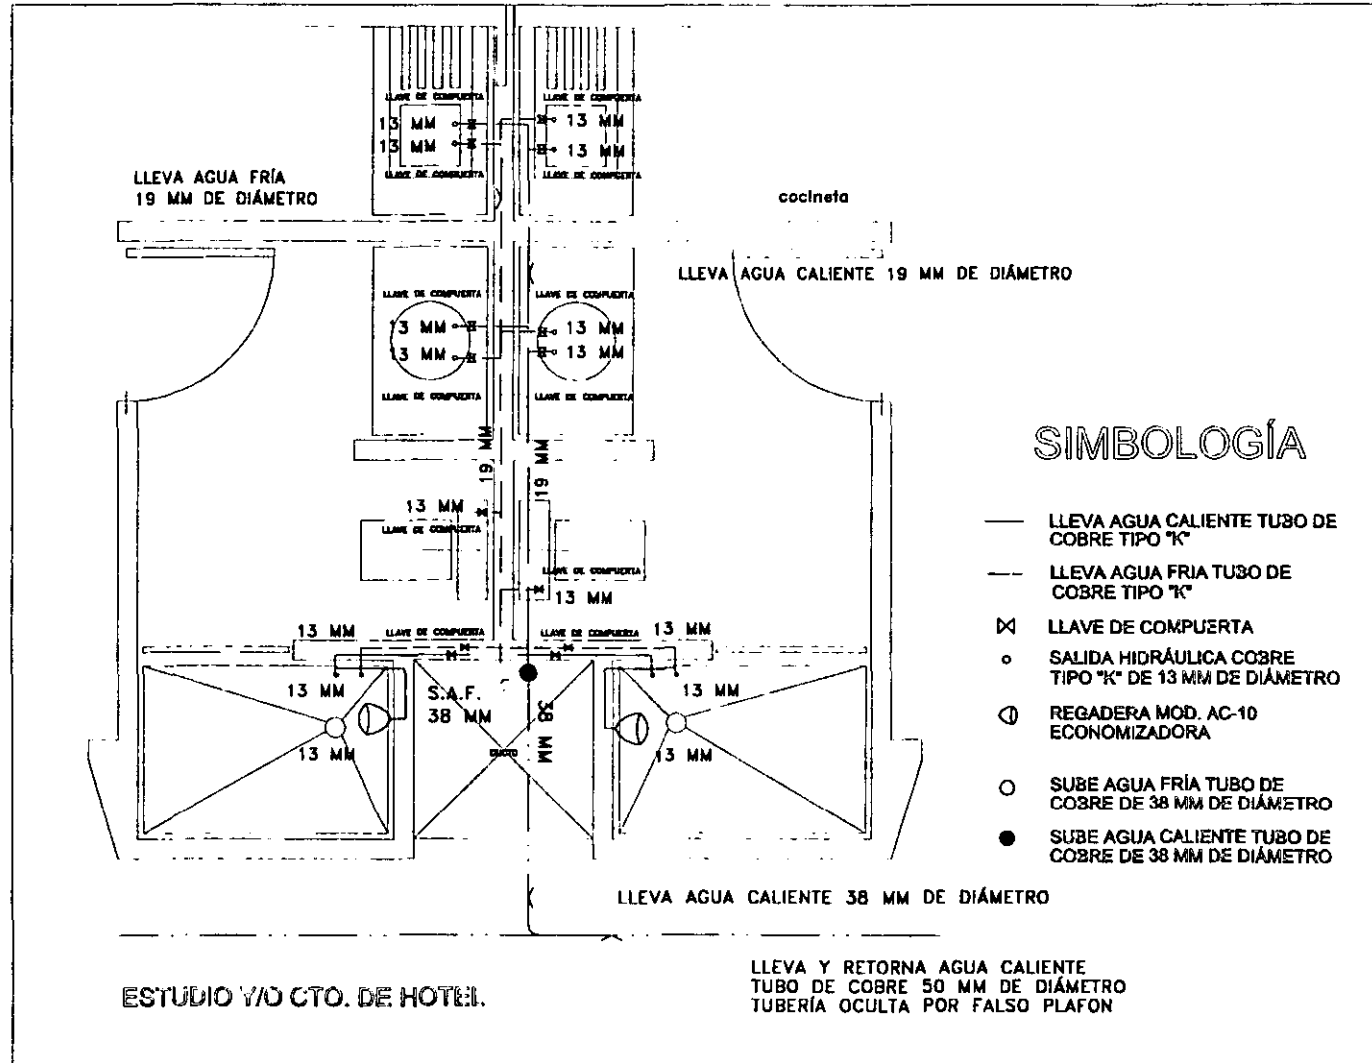 LLAVE DE COMPUERTA
LLAVE DE COMPUERTA
13 MM
13 MM
13 MM
13 MM
LLAVE DE COMPUERTA
LLAVE DE COMPUERTA
LLEVA AGUA FRÍA
19 MM DE DIÁMETRO
cocineta
LLEVA AGUA CALIENTE 19 MM DE DIÁMETRO
LLAVE DE COMPUERTA
LLAVE DE COMPUERTA
13 MM
13 MM
13 MM
13 MM
LLAVE DE COMPUERTA
LLAVE DE COMPUERTA
19 MM
19 MM
13 MM
LLAVE DE COMPUERTA
LLAVE DE COMPUERTA
13 MM
13 MM
LLAVE DE COMPUERTA
LLAVE DE COMPUERTA
13 MM
13 MM
S.A.F.
38 MM
38 MM
13 MM
13 MM
DUCTO
13 MM
LLEVA AGUA CALIENTE 38 MM DE DIÁMETRO
LLEVA Y RETORNA AGUA CALIENTE
TUBO DE COBRE 50 MM DE DIÁMETRO
TUBERÍA OCULTA POR FALSO PLAFON
ESTUDIO Y/O CTO. DE HOTEL.
SIMBOLOGÍA
LLEVA AGUA CALIENTE TUBO DE
COBRE TIPO "K"
LLEVA AGUA FRIA TUBO DE
COBRE TIPO "K"
LLAVE DE COMPUERTA
SALIDA HIDRÁULICA COBRE
TIPO "K" DE 13 MM DE DIÁMETRO
REGADERA MOD. AC-10
ECONOMIZADORA
SUBE AGUA FRÍA TUBO DE
COBRE DE 38 MM DE DIÁMETRO
SUBE AGUA CALIENTE TUBO DE
COBRE DE 38 MM DE DIÁMETRO